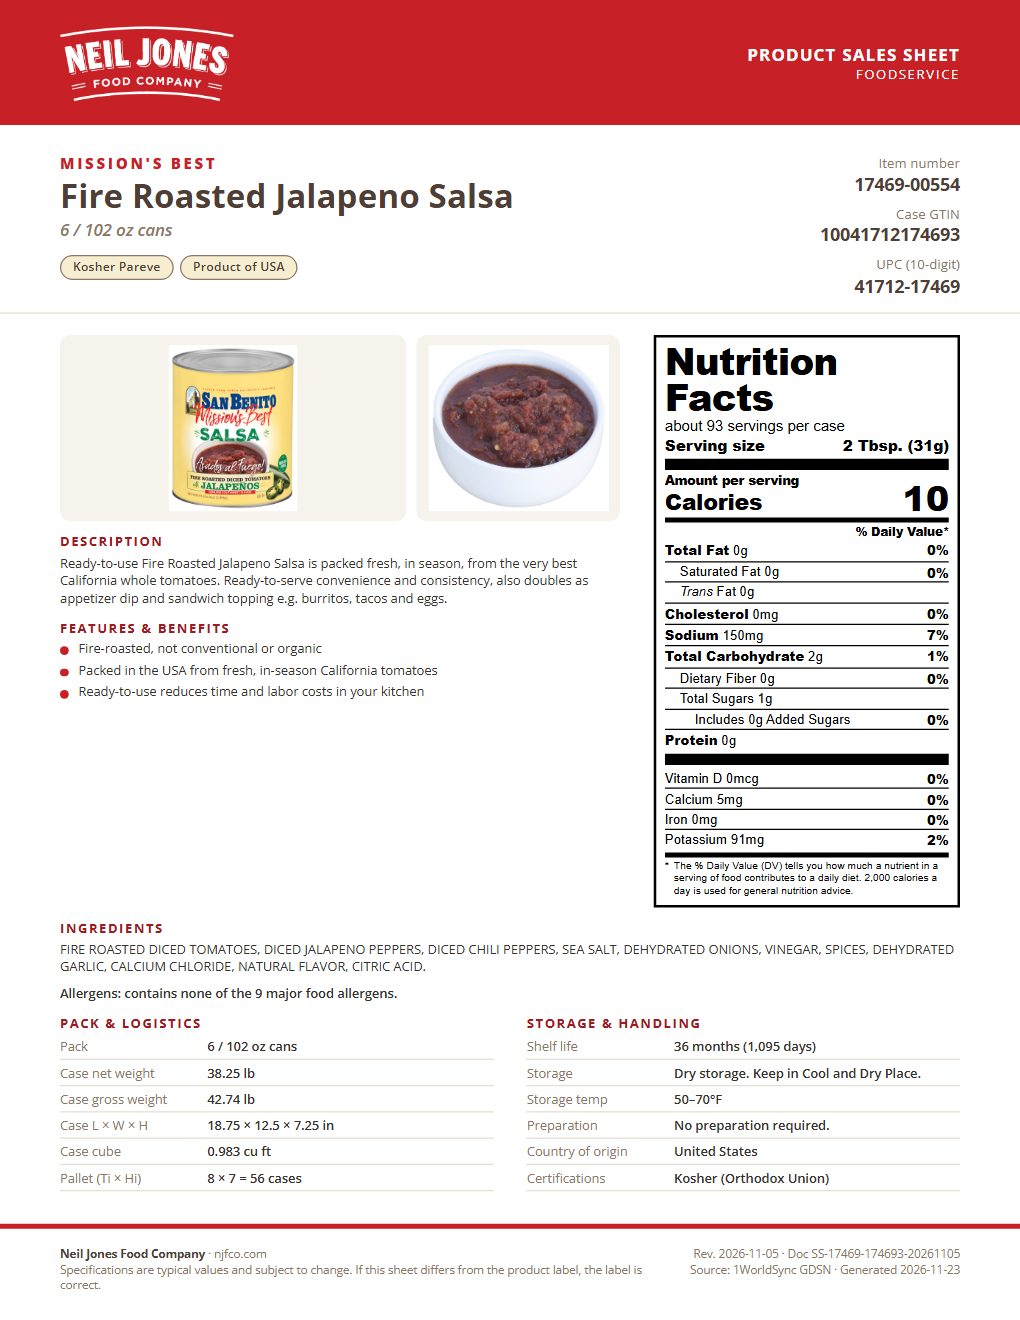 NEIL JONES
FOOD COMPANY
PRODUCT SALES SHEET
FOODSERVICE
MISSION'S BEST
Fire Roasted Jalapeno Salsa
6 / 102 oz cans
Kosher Pareve
Product of USA
Item number
17469-00554
Case GTIN
10041712174693
UPC (10-digit)
41712-17469
SAN BENITO
Mission's Best
SALSA
Asados al Fuego!
FIRE ROASTED DICED TOMATOES
JALAPEÑOS
Nutrition
Facts
about 93 servings per case
Serving size 2 Tbsp. (31g)
Amount per serving
Calories 10
% Daily Value*
Total Fat 0g 0%
Saturated Fat 0g 0%
Trans Fat 0g
Cholesterol 0mg 0%
Sodium 150mg 7%
Total Carbohydrate 2g 1%
Dietary Fiber 0g 0%
Total Sugars 1g
Includes 0g Added Sugars 0%
Protein 0g
Vitamin D 0mcg 0%
Calcium 5mg 0%
Iron 0mg 0%
Potassium 91mg 2%
* The % Daily Value (DV) tells you how much a nutrient in a
serving of food contributes to a daily diet. 2,000 calories a
day is used for general nutrition advice.
DESCRIPTION
Ready-to-use Fire Roasted Jalapeno Salsa is packed fresh, in season, from the very best
California whole tomatoes. Ready-to-serve convenience and consistency, also doubles as
appetizer dip and sandwich topping e.g. burritos, tacos and eggs.
FEATURES & BENEFITS
Fire-roasted, not conventional or organic
Packed in the USA from fresh, in-season California tomatoes
Ready-to-use reduces time and labor costs in your kitchen
INGREDIENTS
FIRE ROASTED DICED TOMATOES, DICED JALAPENO PEPPERS, DICED CHILI PEPPERS, SEA SALT, DEHYDRATED ONIONS, VINEGAR, SPICES, DEHYDRATED
GARLIC, CALCIUM CHLORIDE, NATURAL FLAVOR, CITRIC ACID.
Allergens: contains none of the 9 major food allergens.
PACK & LOGISTICS
Pack 6 / 102 oz cans
Case net weight 38.25 lb
Case gross weight 42.74 lb
Case L × W × H 18.75 × 12.5 × 7.25 in
Case cube 0.983 cu ft
Pallet (Ti × Hi) 8 × 7 = 56 cases
STORAGE & HANDLING
Shelf life 36 months (1,095 days)
Storage Dry storage. Keep in Cool and Dry Place.
Storage temp 50–70°F
Preparation No preparation required.
Country of origin United States
Certifications Kosher (Orthodox Union)
Neil Jones Food Company · njfco.com
Specifications are typical values and subject to change. If this sheet differs from the product label, the label is
correct.
Rev. 2026-11-05 · Doc SS-17469-174693-20261105
Source: 1WorldSync GDSN · Generated 2026-11-23